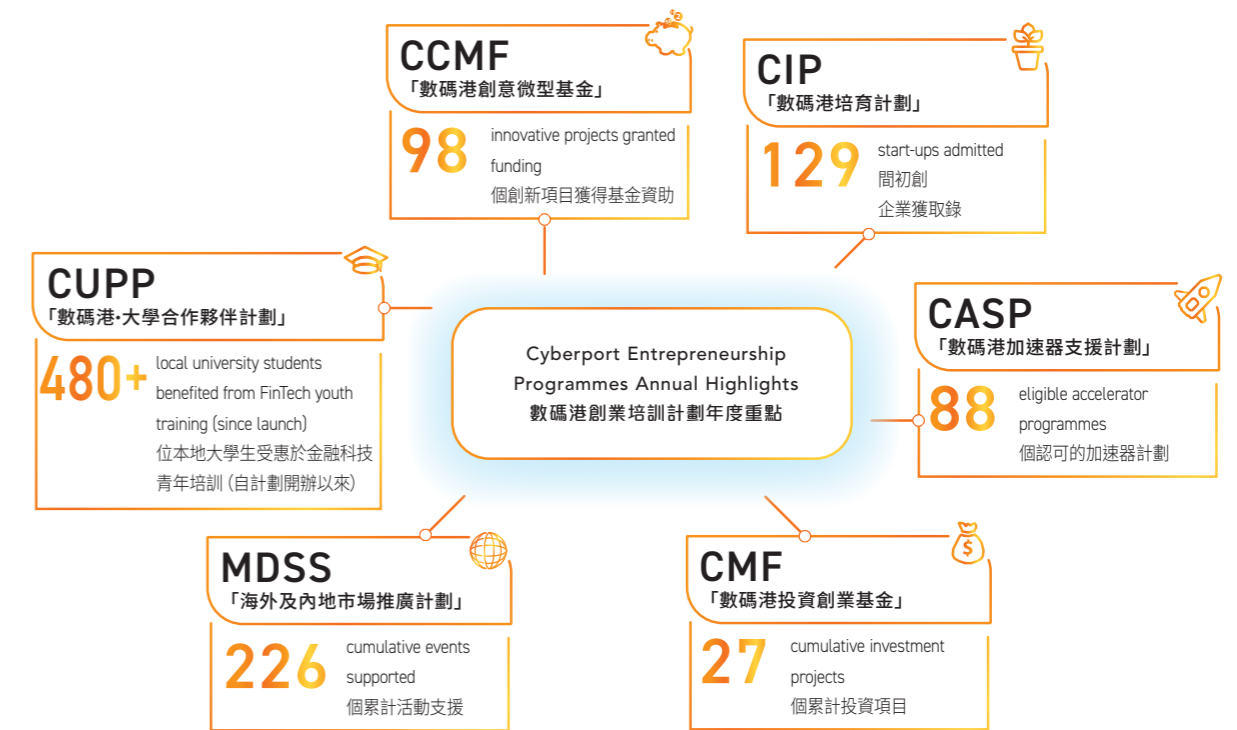 CCMF
「數碼港創意微型基金」
98
innovative projects granted
funding
個創新項目獲得基金資助
CIP
「數碼港培育計劃」
129
start-ups admitted
間初創
企業獲取錄
CUPP
「數碼港•大學合作夥伴計劃」
480+
local university students
benefited from FinTech youth
training (since launch)
位本地大學生受惠於金融科技
青年培訓 (自計劃開辦以來)
Cyberport Entrepreneurship
Programmes Annual Highlights
數碼港創業培訓計劃年度重點
CASP
「數碼港加速器支援計劃」
88
eligible accelerator
programmes
個認可的加速器計劃
MDSS
「海外及內地市場推廣計劃」
226
cumulative events
supported
個累計活動支援
CMF
「數碼港投資創業基金」
$
27
cumulative investment
projects
個累計投資項目